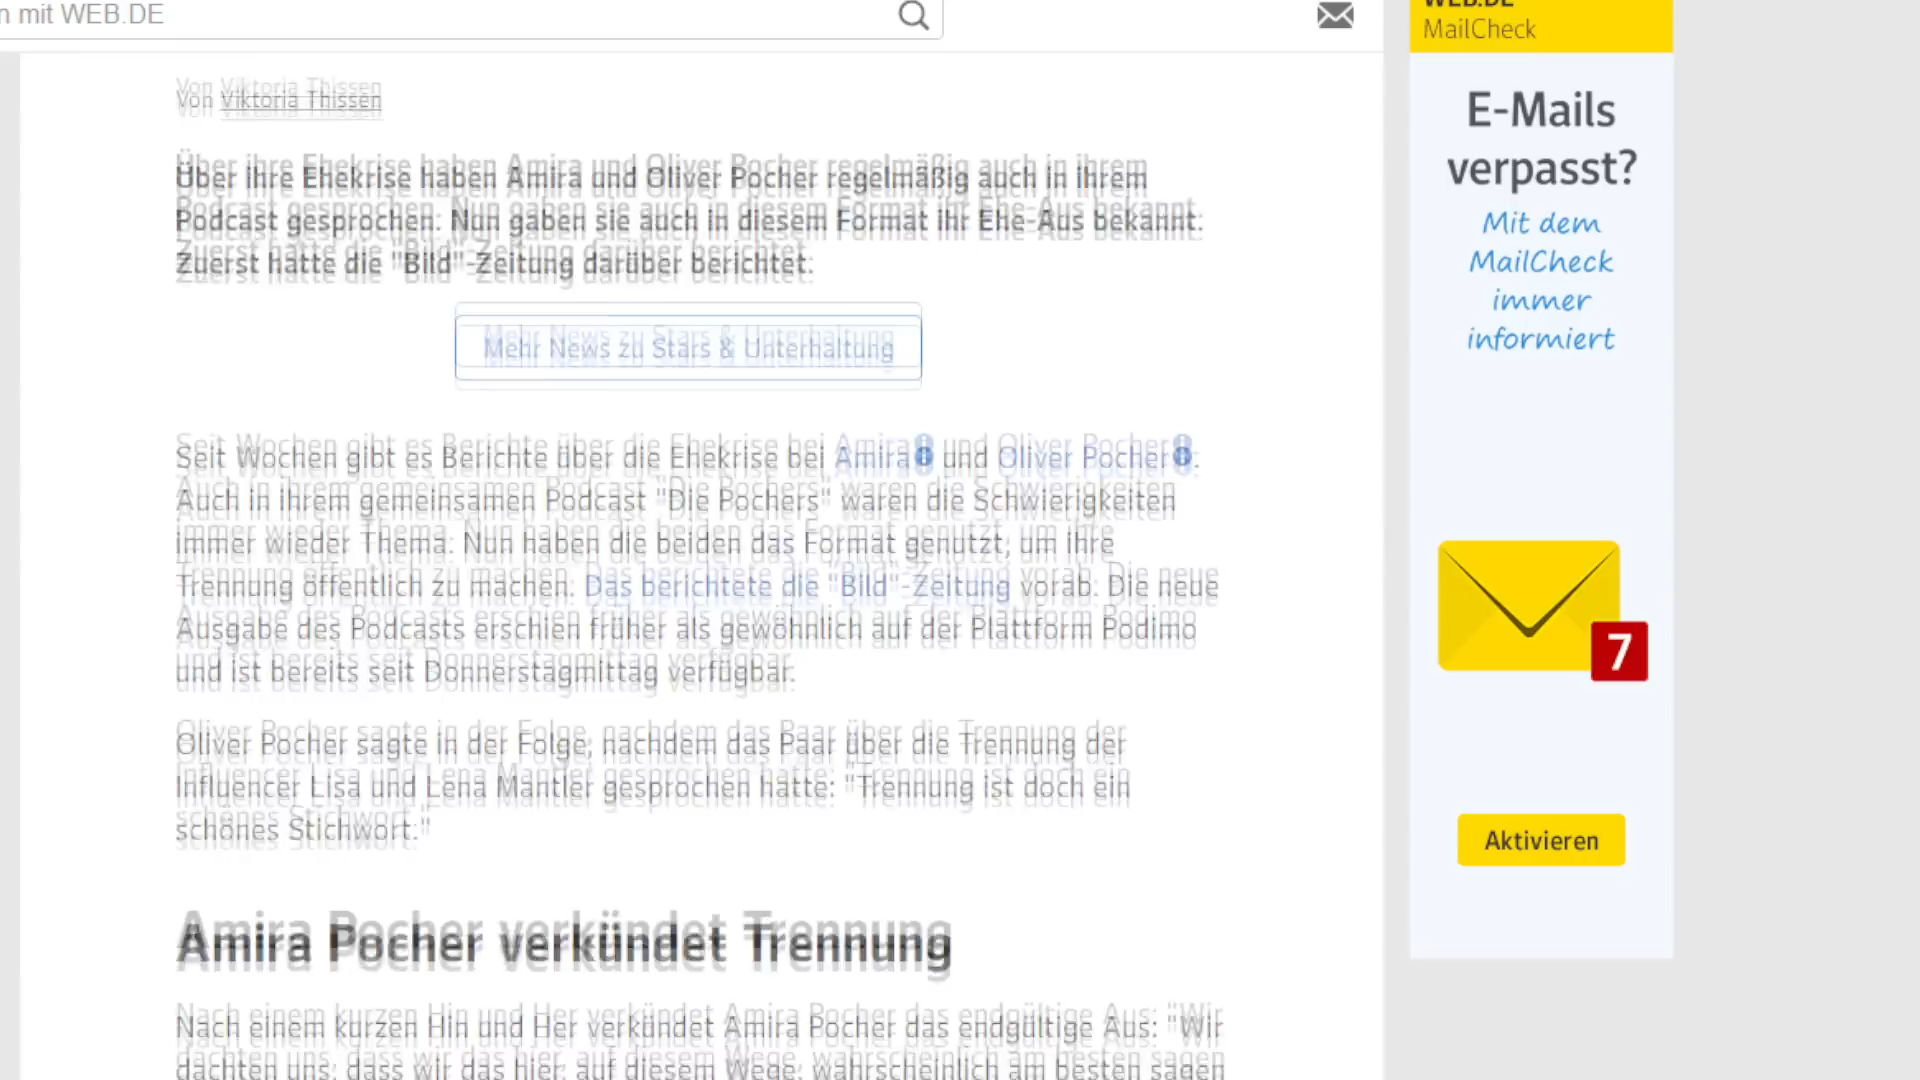 n mit WEB.DE
WEB.DE
MailCheck
Von Viktoria Thissen
Über ihre Ehekrise haben Amira und Oliver Pocher regelmäßig auch in ihrem
Podcast gesprochen. Nun gaben sie auch in diesem Format ihr Ehe-Aus bekannt.
Zuerst hatte die "Bild"-Zeitung darüber berichtet.
Mehr News zu Stars & Unterhaltung
Seit Wochen gibt es Berichte über die Ehekrise bei Amira und Oliver Pocher.
Auch in ihrem gemeinsamen Podcast "Die Pochers" waren die Schwierigkeiten
immer wieder Thema. Nun haben die beiden das Format genutzt, um ihre
Trennung öffentlich zu machen. Das berichtete die "Bild"-Zeitung vorab. Die neue
Ausgabe des Podcasts erschien früher als gewöhnlich auf der Plattform Podimo
und ist bereits seit Donnerstagmittag verfügbar.
Oliver Pocher sagte in der Folge, nachdem das Paar über die Trennung der
Influencer Lisa und Lena Mantler gesprochen hatte: "Trennung ist doch ein
schönes Stichwort."
Amira Pocher verkündet Trennung
Nach einem kurzen Hin und Her verkündet Amira Pocher das endgültige Aus: "Wir
dachten uns, dass wir das hier, auf diesem Wege, wahrscheinlich am besten sagen
E-Mails
verpasst?
Mit dem
MailCheck
immer
informiert
7
Aktivieren